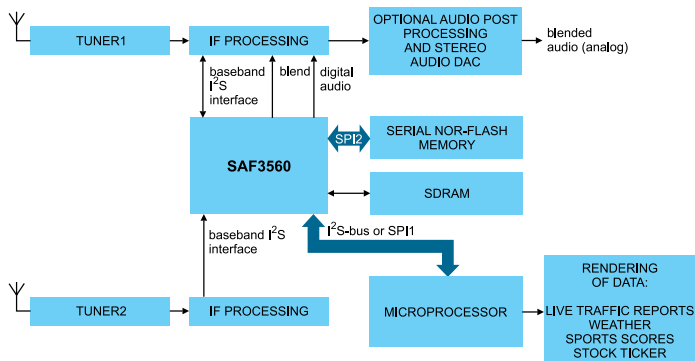 TUNER1
IF PROCESSING
OPTIONAL AUDIO POST
PROCESSING
AND STEREO
AUDIO DAC
blended
audio (analog)
baseband
I²S
interface
blend
digital
audio
SAF3560
SPI2
SERIAL NOR-FLASH
MEMORY
SDRAM
I²S-bus or SPI1
baseband I²S
interface
TUNER2
IF PROCESSING
MICROPROCESSOR
RENDERING
OF DATA:
LIVE TRAFFIC REPORTS
WEATHER
SPORTS SCORES
STOCK TICKER